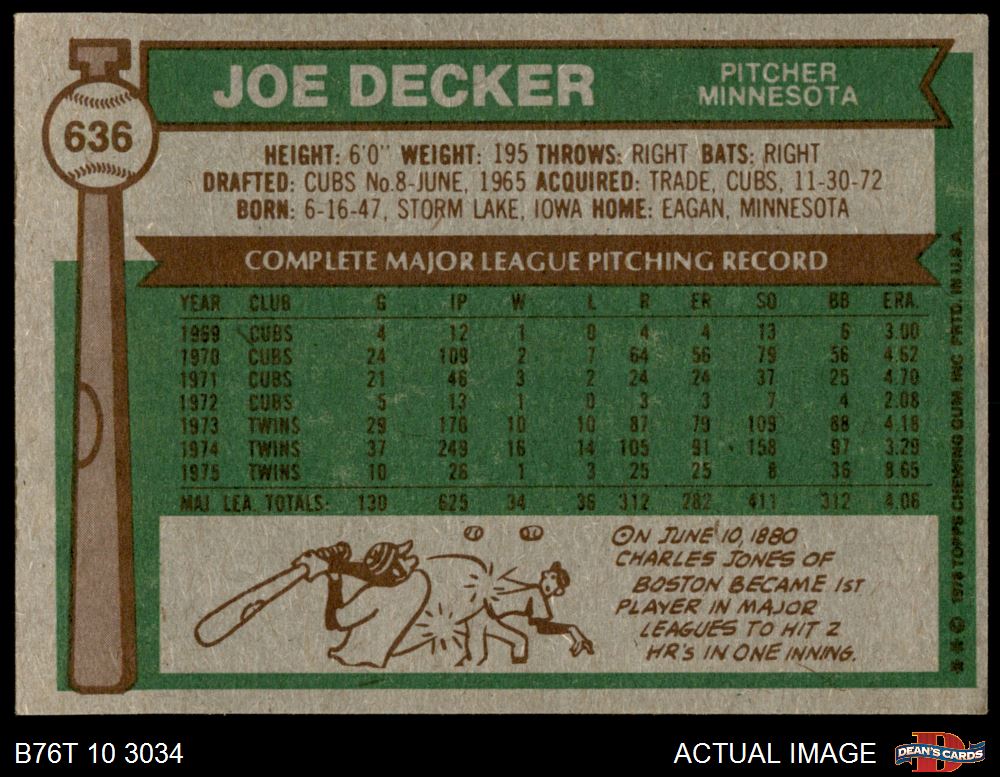 636
JOE DECKER
PITCHER
MINNESOTA
HEIGHT: 6'0" WEIGHT: 195 THROWS: RIGHT BATS: RIGHT
DRAFTED: CUBS No.8-JUNE, 1965 ACQUIRED: TRADE, CUBS, 11-30-72
BORN: 6-16-47, STORM LAKE, IOWA HOME: EAGAN, MINNESOTA
COMPLETE MAJOR LEAGUE PITCHING RECORD
YEAR CLUB G IP W L R ER SO BB ERA.
1969 CUBS 4 12 1 0 4 4 13 6 3.00
1970 CUBS 24 109 2 7 64 56 79 56 4.62
1971 CUBS 21 46 3 2 24 24 37 25 4.70
1972 CUBS 5 13 1 0 3 3 7 4 2.08
1973 TWINS 29 170 10 10 87 79 109 88 4.18
1974 TWINS 37 249 16 14 105 91 158 97 3.29
1975 TWINS 10 26 1 3 25 25 8 36 8.65
MAJ. LEA. TOTALS: 130 625 34 36 312 282 411 312 4.06
ON JUNE 10, 1880
CHARLES JONES OF
BOSTON BECAME 1ST
PLAYER IN MAJOR
LEAGUES TO HIT 2
HR'S IN ONE INNING.
* * © 1976 TOPPS CHEWING GUM, INC. PRTD. IN U.S.A.
B76T 10 3034
ACTUAL IMAGE
D
DEAN'S CARDS